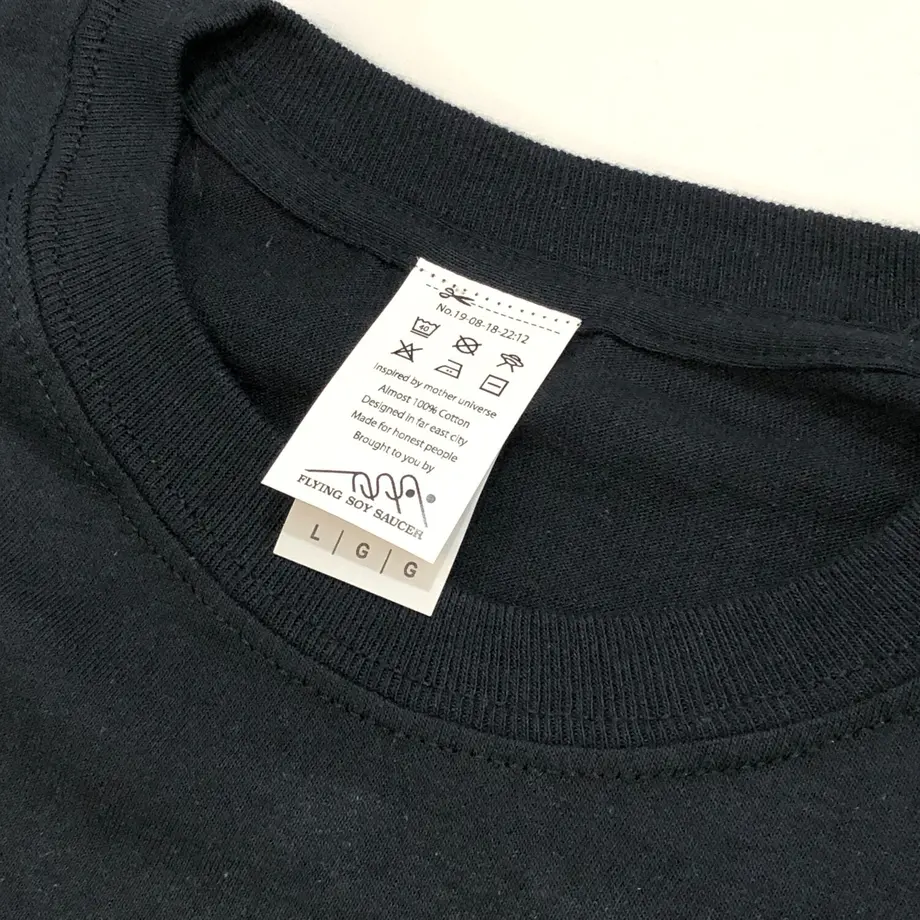 No.19-08-18-22:12
40
Inspired by mother universe
Almost 100% Cotton
Designed in far east city
Made for honest people
Brought to you by
FLYING SOY SAUCER
L | G | G